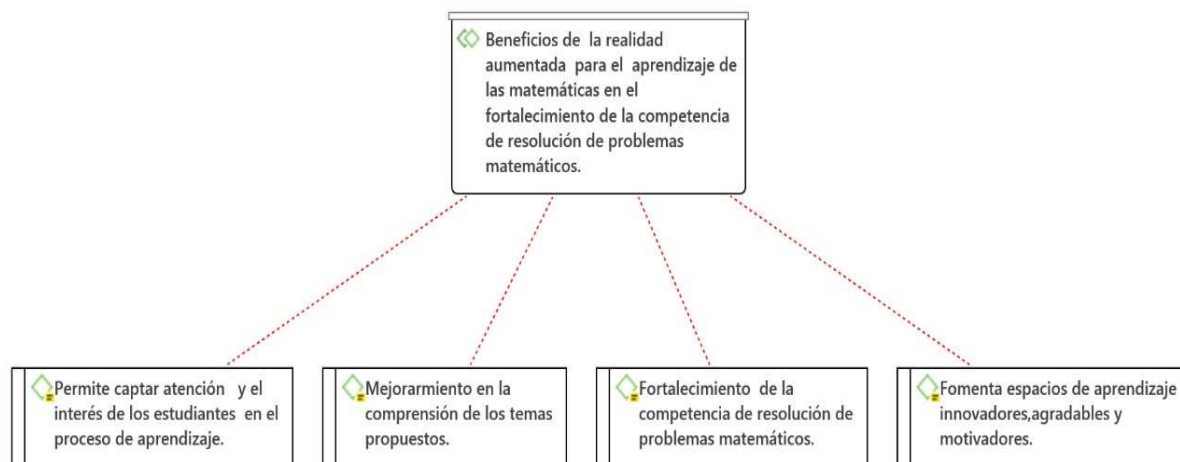 Beneficios de la realidad
aumentada para el aprendizaje de
las matemáticas en el
fortalecimiento de la competencia
de resolución de problemas
matemáticos.
Permite captar atención y el
interés de los estudiantes en el
proceso de aprendizaje.
Mejorarmiento en la
comprensión de los temas
propuestos.
Fortalecimiento de la
competencia de resolución de
problemas matemáticos.
Fomenta espacios de aprendizaje
innovadores,agradables y
motivadores.